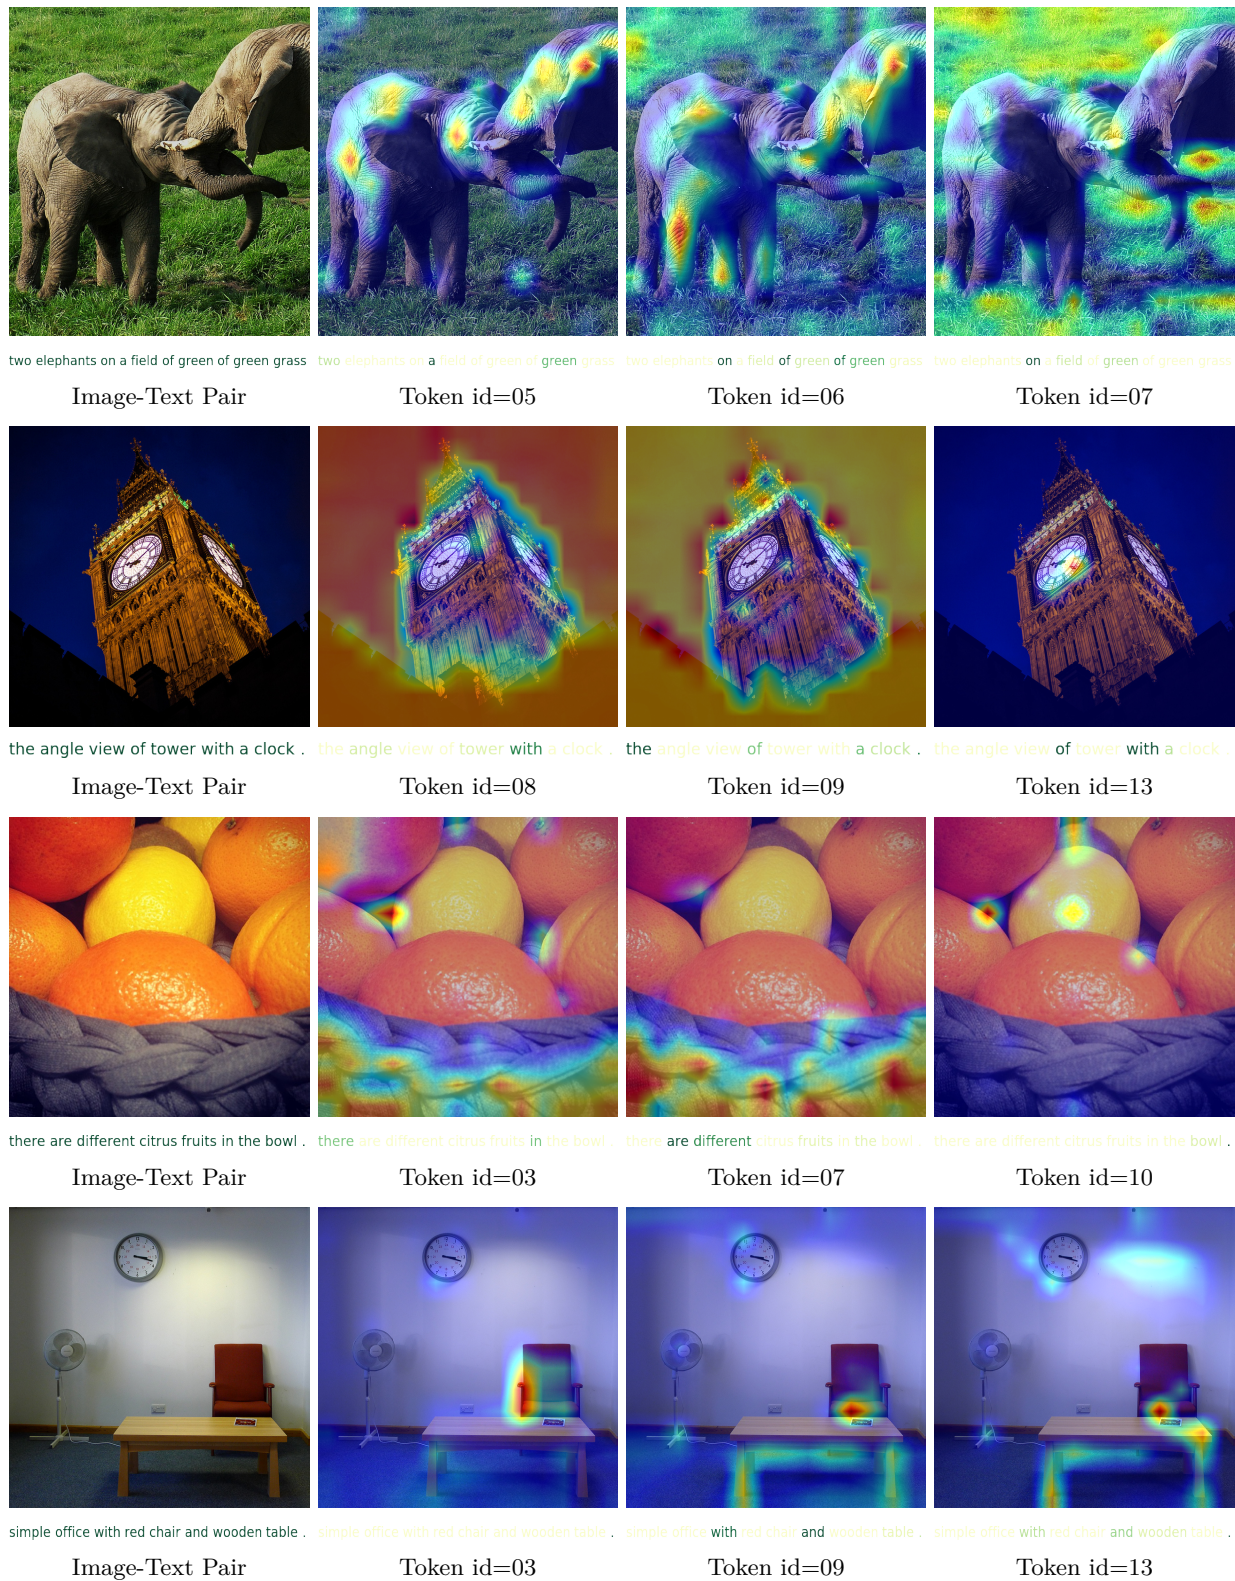 two elephants on a field of green of green grass
two elephants on a field of green of green grass
two elephants on a field of green of green grass
two elephants on a field of green of green grass
Image-Text Pair
Token id=05
Token id=06
Token id=07
the angle view of tower with a clock .
the angle view of tower with a clock .
the angle view of tower with a clock .
the angle view of tower with a clock .
Image-Text Pair
Token id=08
Token id=09
Token id=13
there are different citrus fruits in the bowl .
there are different citrus fruits in the bowl .
there are different citrus fruits in the bowl .
there are different citrus fruits in the bowl .
Image-Text Pair
Token id=03
Token id=07
Token id=10
simple office with red chair and wooden table .
simple office with red chair and wooden table .
simple office with red chair and wooden table .
simple office with red chair and wooden table .
Image-Text Pair
Token id=03
Token id=09
Token id=13